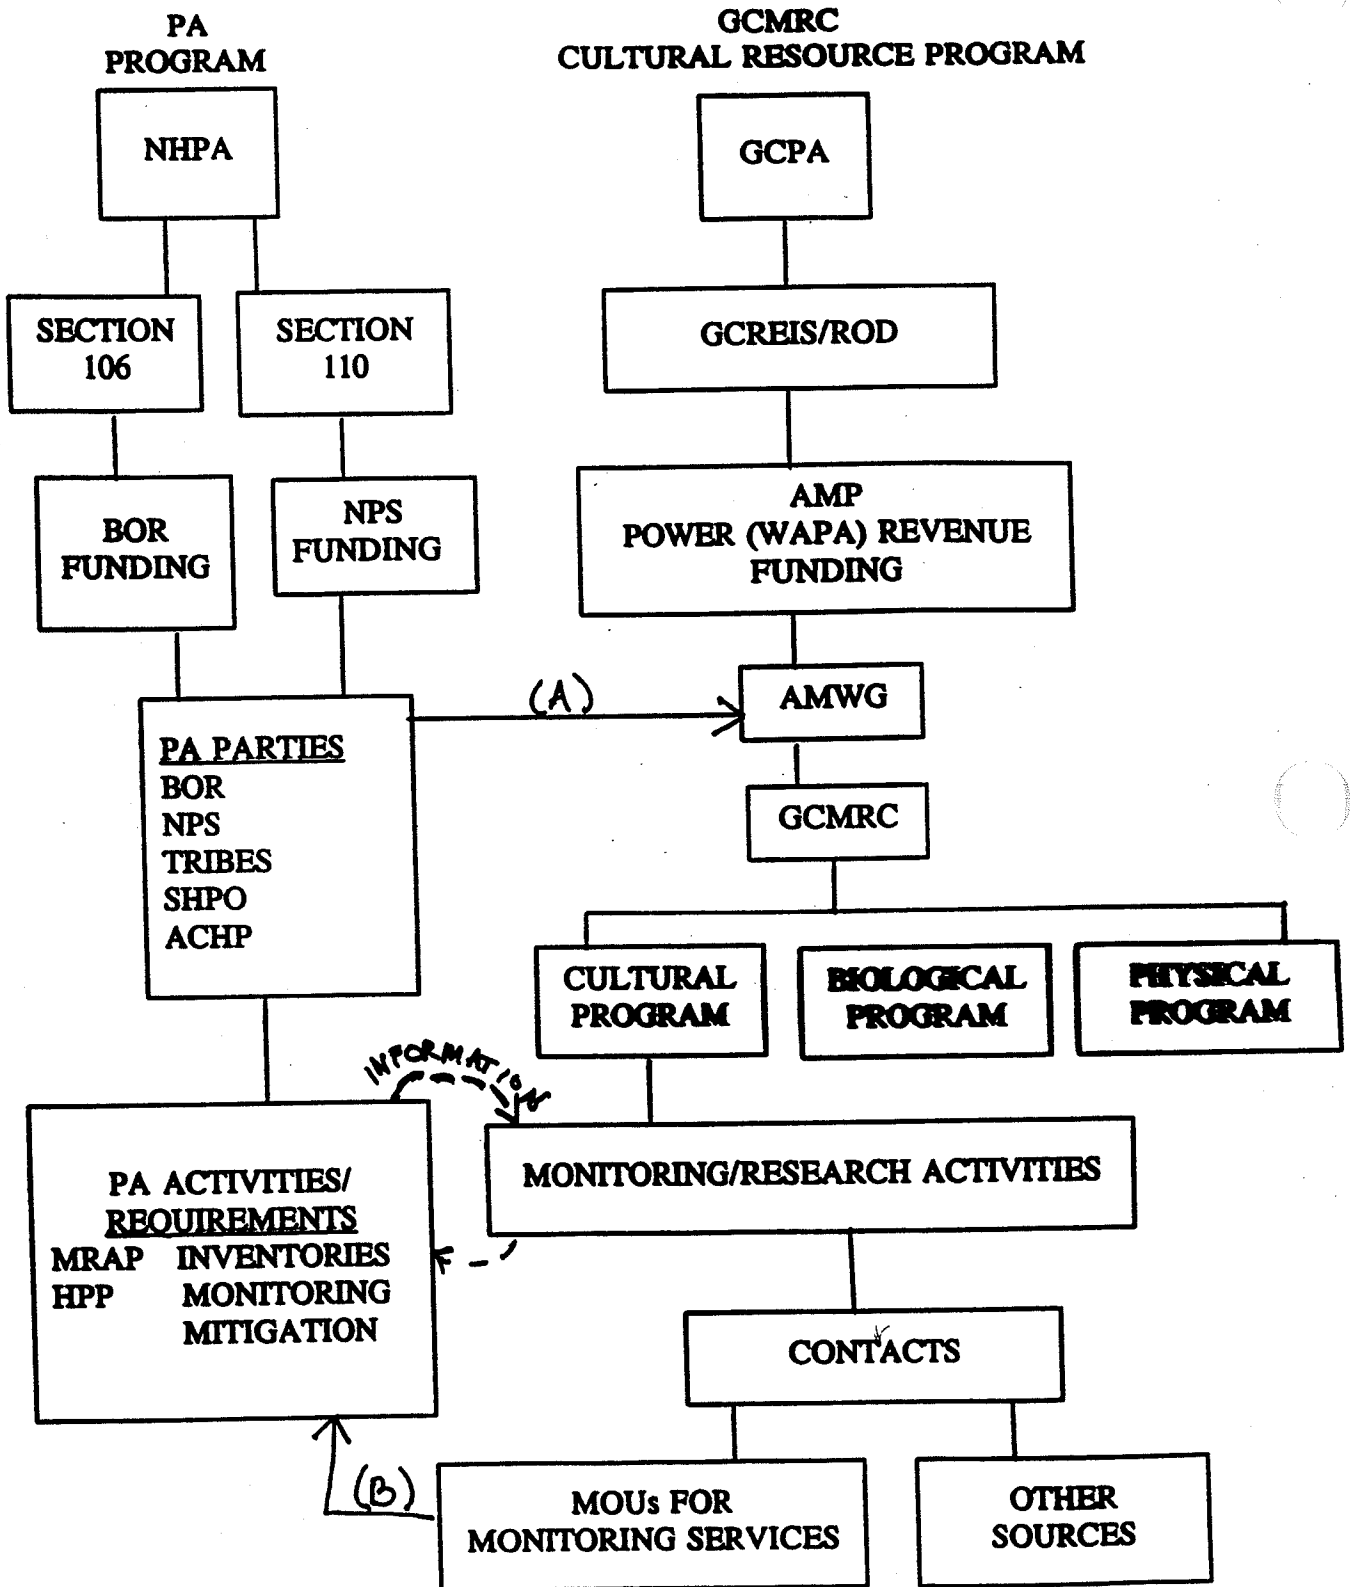 PA
PROGRAM
GCMRC
CULTURAL RESOURCE PROGRAM
NHPA
GCPA
SECTION
106
SECTION
110
GCREIS/ROD
BOR
FUNDING
NPS
FUNDING
AMP
POWER (WAPA) REVENUE
FUNDING
(A)
AMWG
PA PARTIES
BOR
NPS
TRIBES
SHPO
ACHP
GCMRC
CULTURAL
PROGRAM
BIOLOGICAL
PROGRAM
PHYSICAL
PROGRAM
INFORMATION
PA ACTIVITIES/
REQUIREMENTS
MRAP INVENTORIES
HPP MONITORING
MITIGATION
MONITORING/RESEARCH ACTIVITIES
CONTACTS
(B)
MOUs FOR
MONITORING SERVICES
OTHER
SOURCES